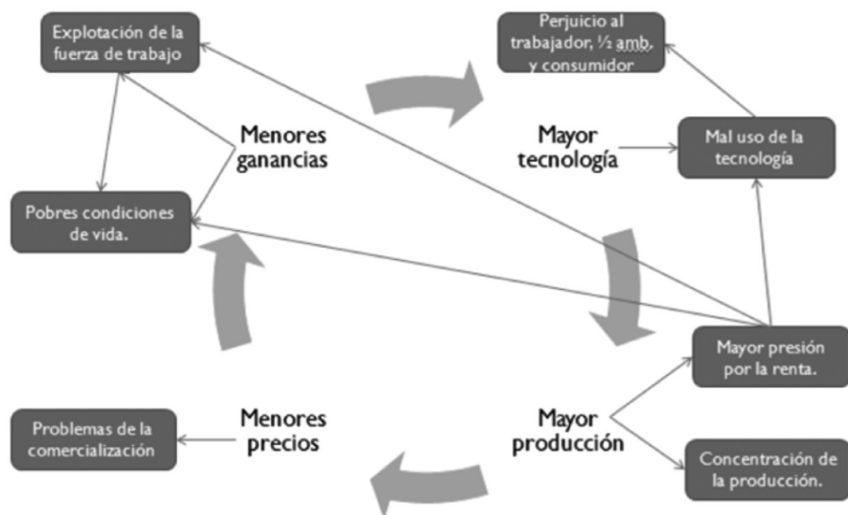 Explotación de la
fuerza de trabajo
Perjuicio al
trabajador, ½ amb.
y consumidor
Menores
ganancias
Mayor
tecnología
Mal uso de la
tecnología
Pobres condiciones
de vida.
Mayor presión
por la renta.
Problemas de la
comercialización
Menores
precios
Mayor
producción
Concentración de
la producción.